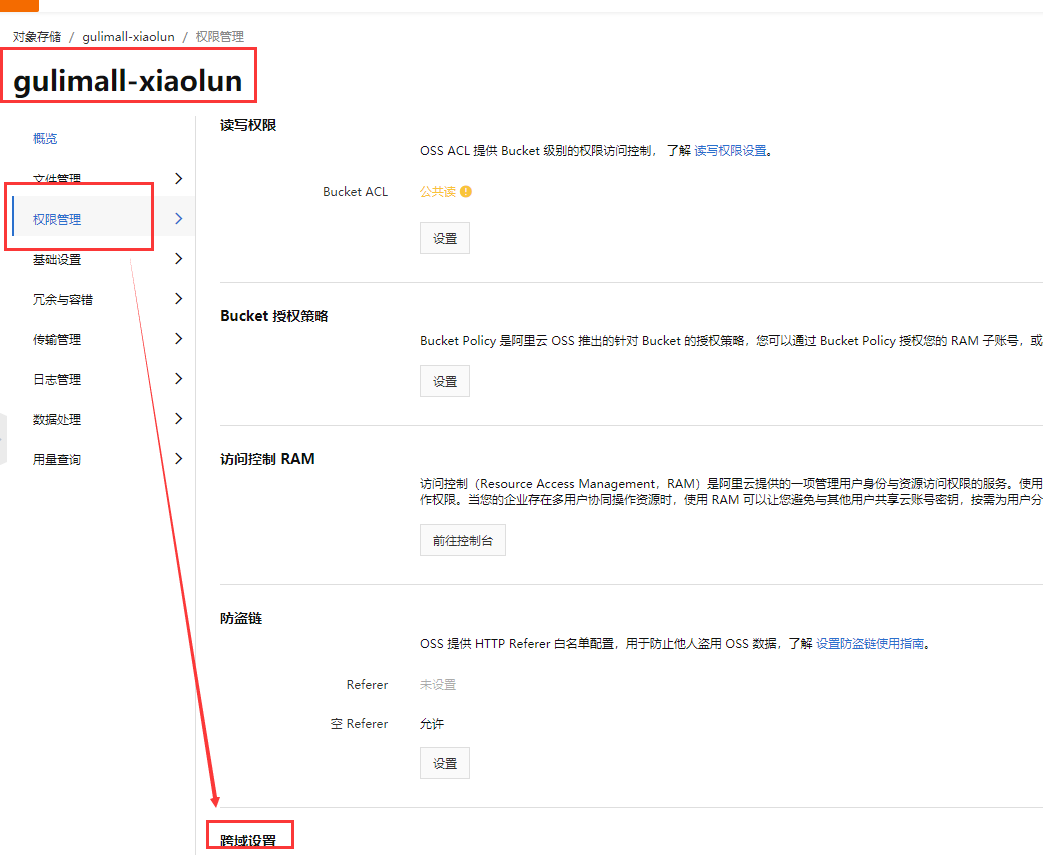 对象存储 / gulimall-xiaolun / 权限管理
gulimall-xiaolun
概览
文件管理
权限管理
基础设置
冗余与容错
传输管理
日志管理
数据处理
用量查询
读写权限
OSS ACL 提供 Bucket 级别的权限访问控制， 了解 读写权限设置。
Bucket ACL 公共读
设置
Bucket 授权策略
Bucket Policy 是阿里云 OSS 推出的针对 Bucket 的授权策略，您可以通过 Bucket Policy 授权您的 RAM 子账号，或
设置
访问控制 RAM
访问控制（Resource Access Management，RAM）是阿里云提供的一项管理用户身份与资源访问权限的服务。使用
作权限。当您的企业存在多用户协同操作资源时，使用 RAM 可以让您避免与其他用户共享云账号密钥，按需为用户分
前往控制台
防盗链
OSS 提供 HTTP Referer 白名单配置，用于防止他人盗用 OSS 数据，了解 设置防盗链使用指南。
Referer 未设置
空 Referer 允许
设置
跨域设置